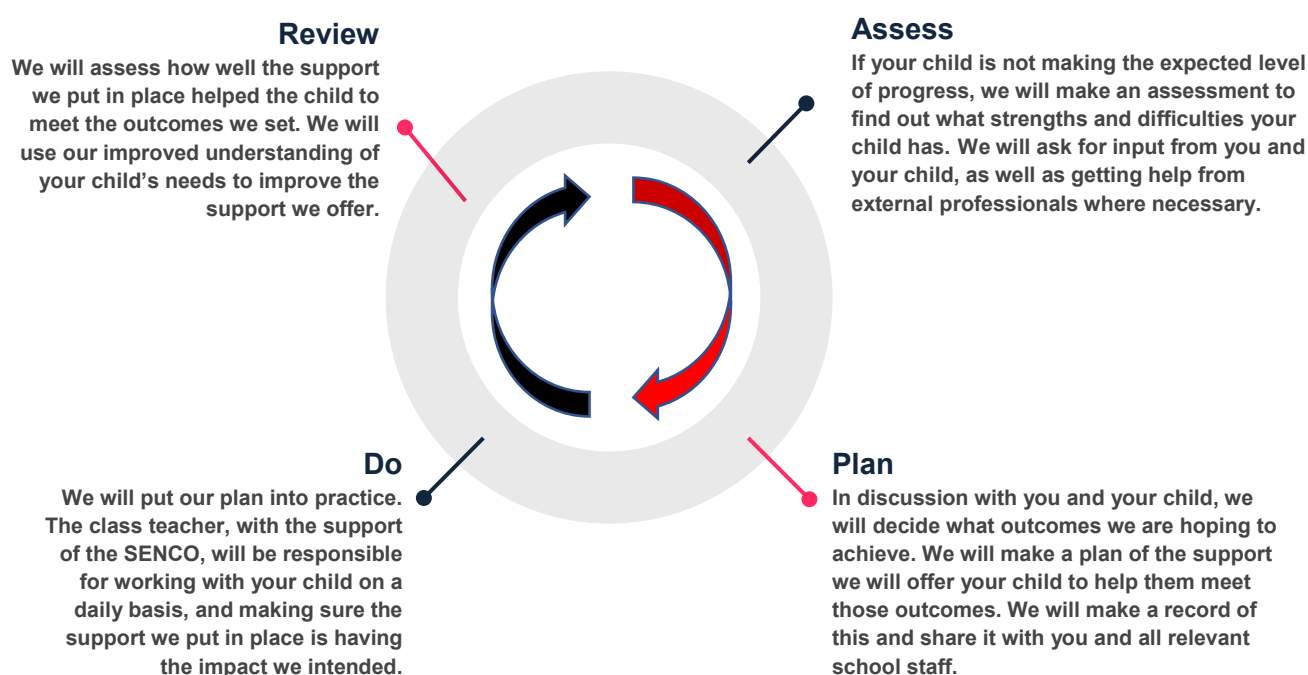 Review
We will assess how well the support
we put in place helped the child to
meet the outcomes we set. We will
use our improved understanding of
your child’s needs to improve the
support we offer.
Assess
If your child is not making the expected level
of progress, we will make an assessment to
find out what strengths and difficulties your
child has. We will ask for input from you and
your child, as well as getting help from
external professionals where necessary.
Do
We will put our plan into practice.
The class teacher, with the support
of the SENCO, will be responsible
for working with your child on a
daily basis, and making sure the
support we put in place is having
the impact we intended.
Plan
In discussion with you and your child, we
will decide what outcomes we are hoping to
achieve. We will make a plan of the support
we will offer your child to help them meet
those outcomes. We will make a record of
this and share it with you and all relevant
school staff.